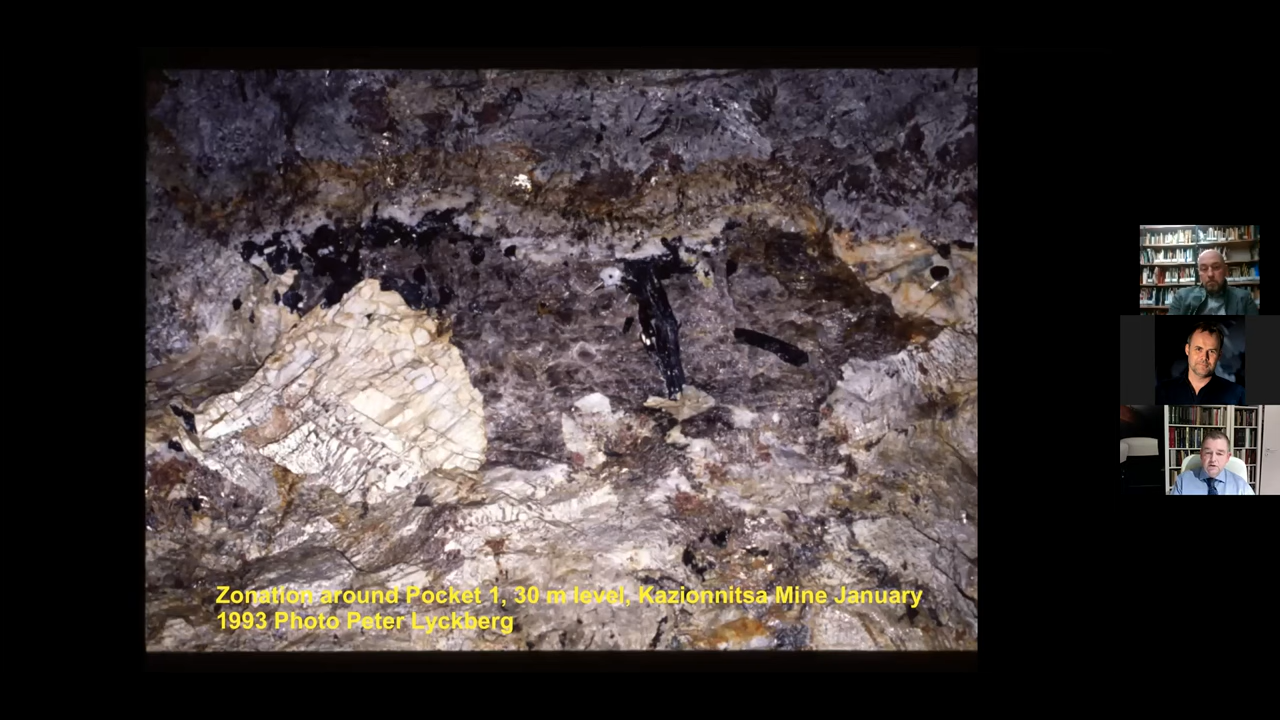 Zonation around Pocket 1, 30 m level, Kazionnitsa Mine January
1993 Photo Peter Lyckberg